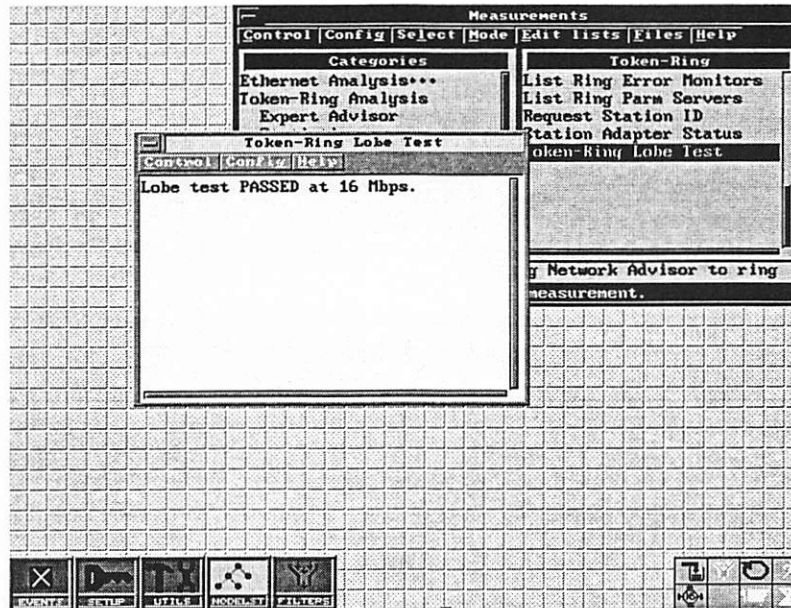 Measurements
Control Config Select Mode Edit lists Files Help
Categories
Ethernet Analysis•••
Token-Ring Analysis
Expert Advisor
Token-Ring
List Ring Error Monitors
List Ring Parm Servers
Request Station ID
Station Adapter Status
Token-Ring Lobe Test
g Network Advisor to ring
measurement.
Token-Ring Lobe Test
Control Config Help
Lobe test PASSED at 16 Mbps.
EVENTS SETUP UTILS FILTERS